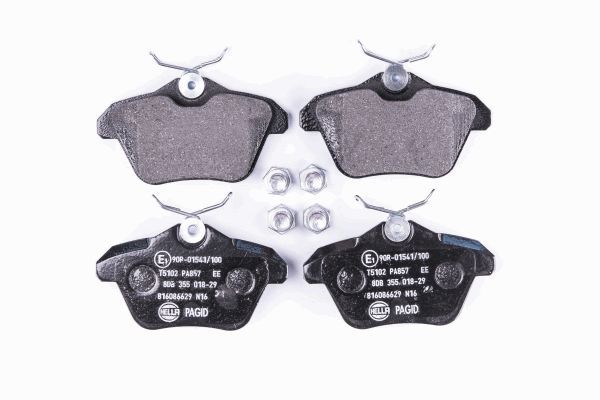 E1 90R-01541/100
T5102 PA857 EE
8DB 355 018-29
816086629 N16
HELLA PAGID
E1 90R-01541/100
T5102 PA857 EE
8DB 355 018-29
816086629 N16
HELLA PAGID